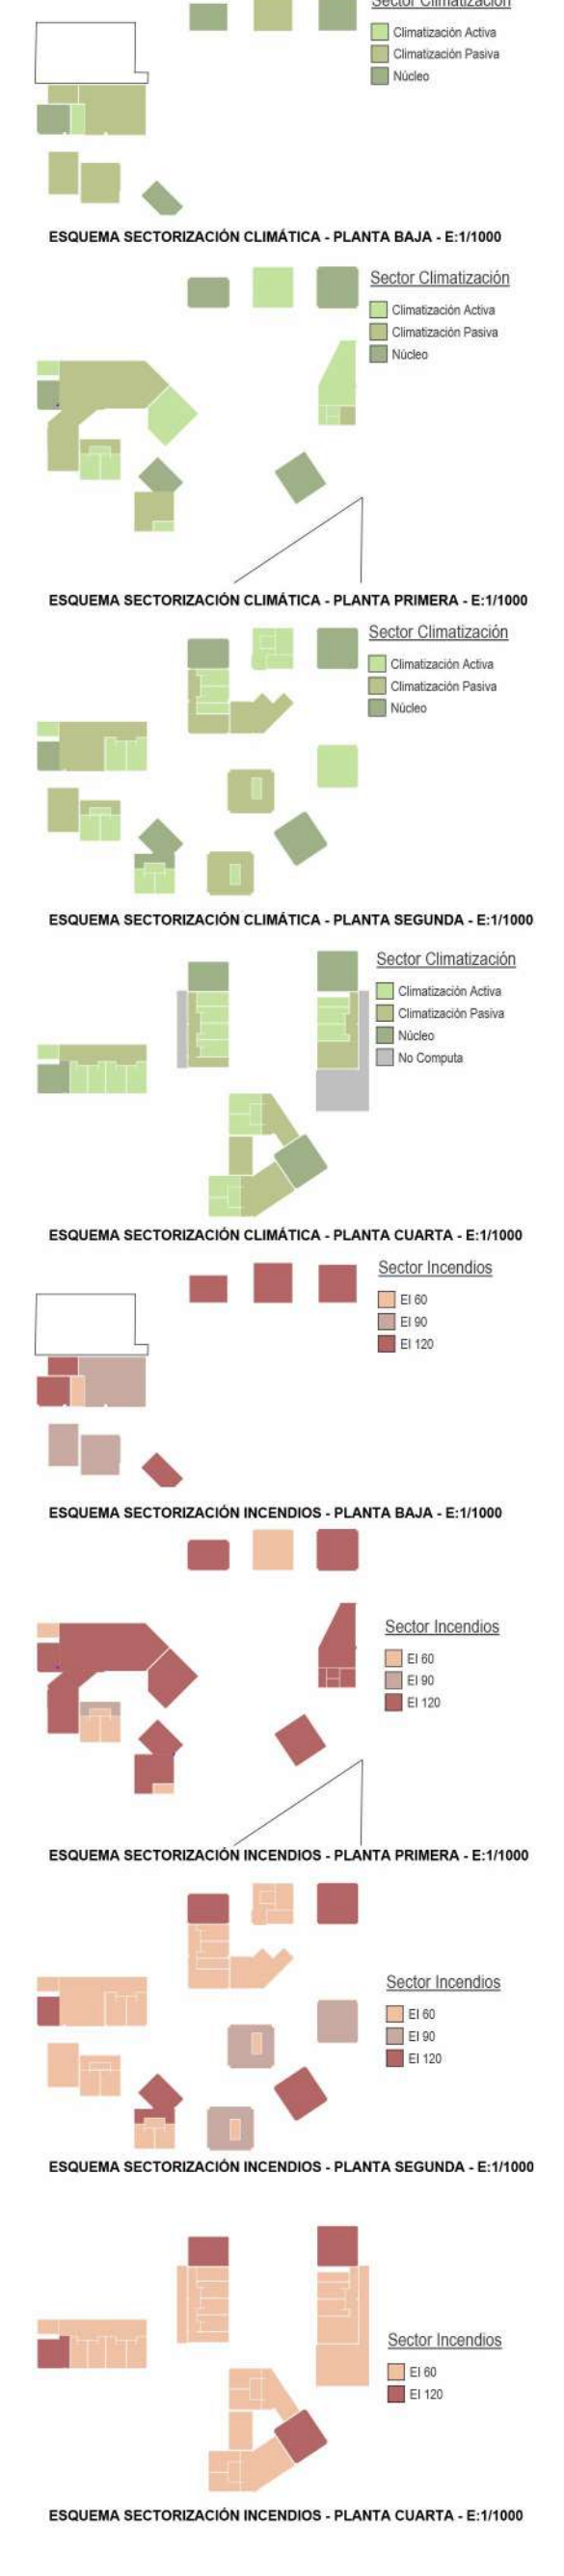 Sector Climatización
Climatización Activa
Climatización Pasiva
Núcleo
ESQUEMA SECTORIZACIÓN CLIMÁTICA - PLANTA BAJA - E:1/1000
Sector Climatización
Climatización Activa
Climatización Pasiva
Núcleo
ESQUEMA SECTORIZACIÓN CLIMÁTICA - PLANTA PRIMERA - E:1/1000
Sector Climatización
Climatización Activa
Climatización Pasiva
Núcleo
ESQUEMA SECTORIZACIÓN CLIMÁTICA - PLANTA SEGUNDA - E:1/1000
Sector Climatización
Climatización Activa
Climatización Pasiva
Núcleo
No Computa
ESQUEMA SECTORIZACIÓN CLIMÁTICA - PLANTA CUARTA - E:1/1000
Sector Incendios
EI 60
EI 90
EI 120
ESQUEMA SECTORIZACIÓN INCENDIOS - PLANTA BAJA - E:1/1000
Sector Incendios
EI 60
EI 90
EI 120
ESQUEMA SECTORIZACIÓN INCENDIOS - PLANTA PRIMERA - E:1/1000
Sector Incendios
EI 60
EI 90
EI 120
ESQUEMA SECTORIZACIÓN INCENDIOS - PLANTA SEGUNDA - E:1/1000
Sector Incendios
EI 60
EI 120
ESQUEMA SECTORIZACIÓN INCENDIOS - PLANTA CUARTA - E:1/1000